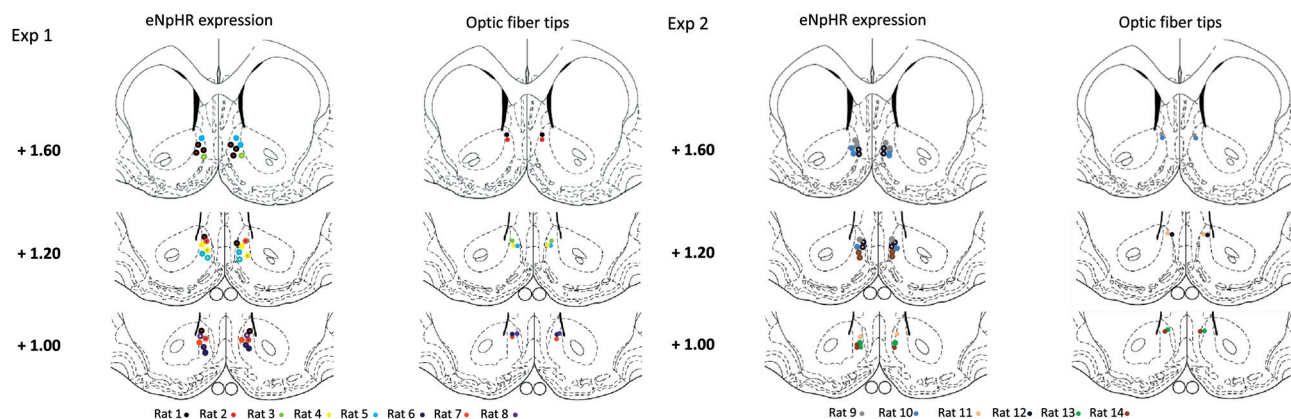 Exp 1
eNpHR expression
Optic fiber tips
+ 1.60
+ 1.20
+ 1.00
Rat 1 Rat 2 Rat 3 Rat 4 Rat 5 Rat 6 Rat 7 Rat 8
Exp 2
eNpHR expression
Optic fiber tips
+ 1.60
+ 1.20
+ 1.00
Rat 9 Rat 10 Rat 11 Rat 12 Rat 13 Rat 14